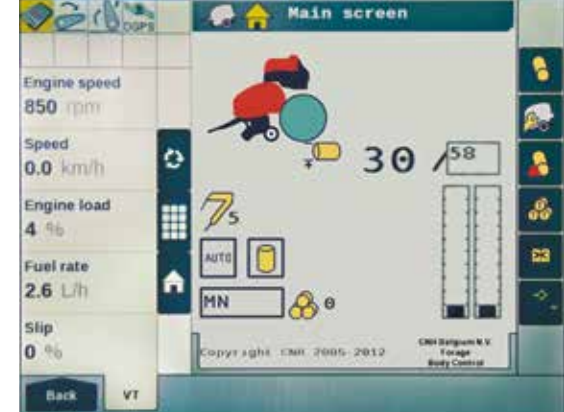 DGPS
Main screen
Engine speed
850 rpm
Speed
0.0 km/h
Engine load
4 %
Fuel rate
2.6 L/h
Slip
0 %
Back
VT
30 / 58
5
AUTO
MN
0
Copyright CNH 2005-2012
CNH Belgium N.V.
Forage
Body Control